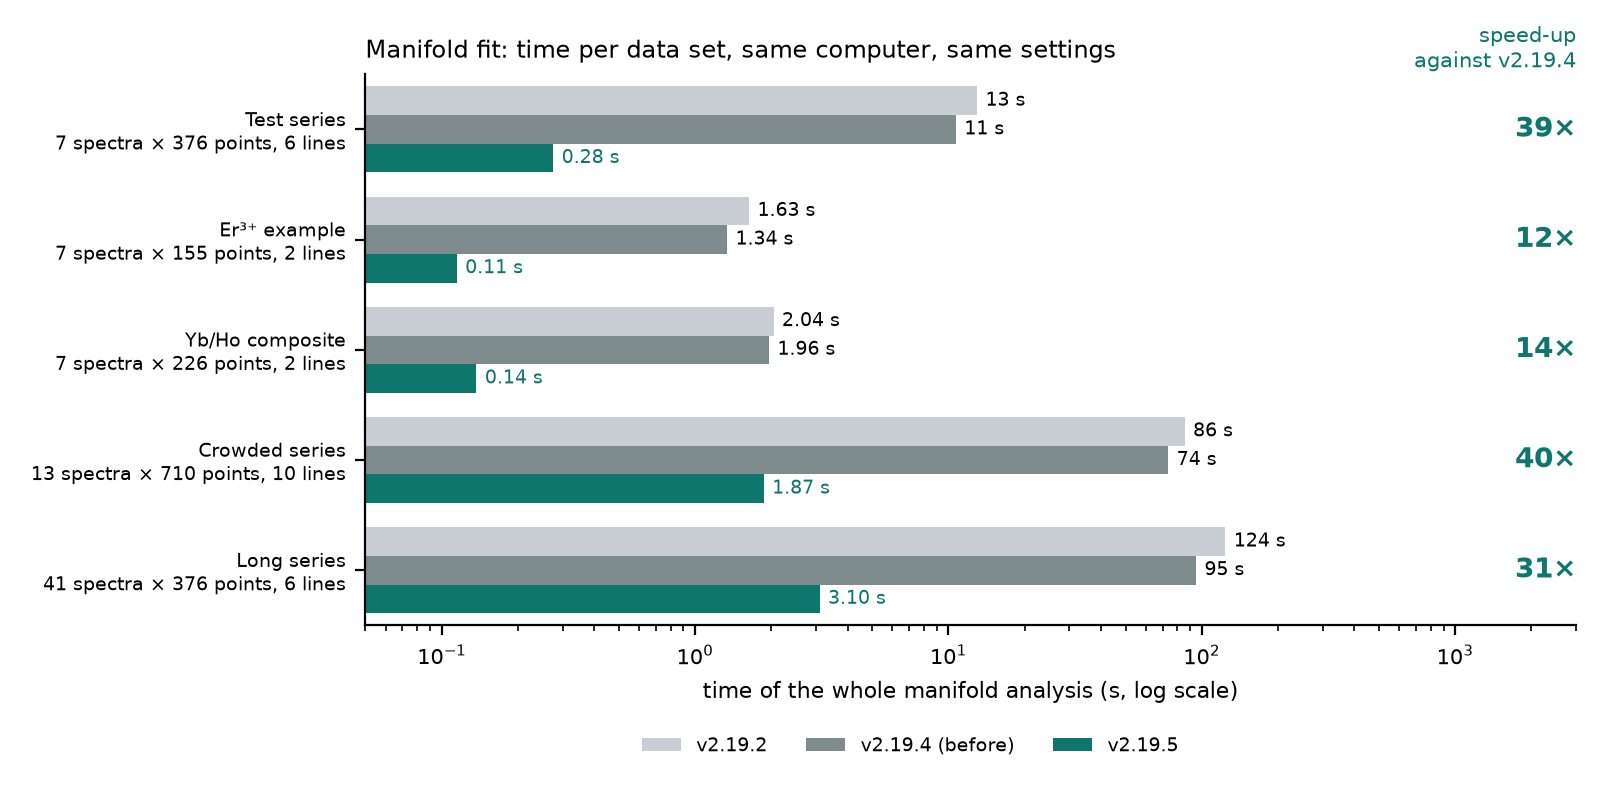 speed-up
against v2.19.4
Manifold fit: time per data set, same computer, same settings
Test series
7 spectra × 376 points, 6 lines
13 s
11 s
0.28 s
39×
Er³⁺ example
7 spectra × 155 points, 2 lines
1.63 s
1.34 s
0.11 s
12×
Yb/Ho composite
7 spectra × 226 points, 2 lines
2.04 s
1.96 s
0.14 s
14×
Crowded series
13 spectra × 710 points, 10 lines
86 s
74 s
1.87 s
40×
Long series
41 spectra × 376 points, 6 lines
124 s
95 s
3.10 s
31×
10⁻¹ 10⁰ 10¹ 10² 10³
time of the whole manifold analysis (s, log scale)
v2.19.2 v2.19.4 (before) v2.19.5